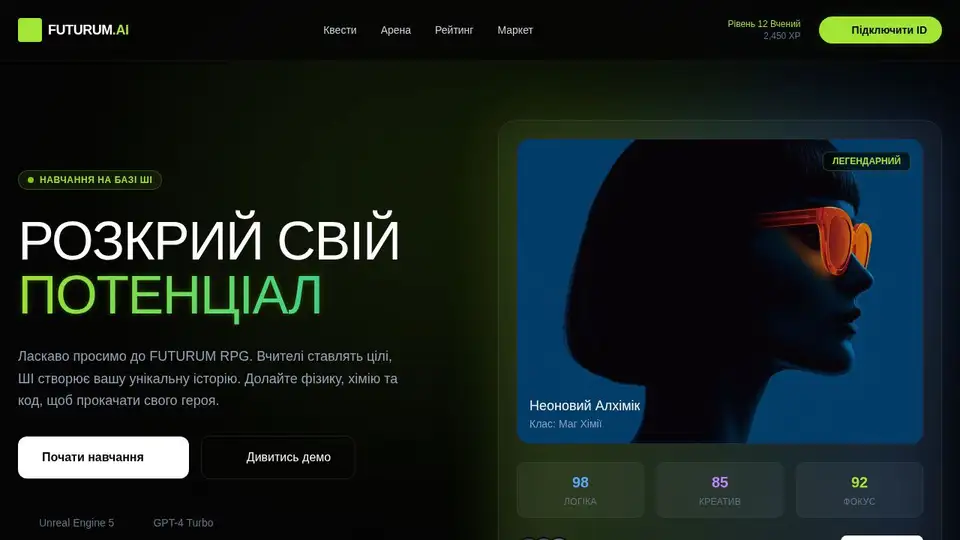 FUTURUM.AI
Квести
Арена
Рейтинг
Маркет
Рівень 12 Вчений
2,450 XP
Підключити ID
НАВЧАННЯ НА БАЗІ ШІ
РОЗКРИЙ СВІЙ
ПОТЕНЦІАЛ
Ласкаво просимо до FUTURUM RPG. Вчителі ставлять цілі,
ШІ створює вашу унікальну історію. Долайте фізику, хімію та
код, щоб прокачати свого героя.
Почати навчання
Дивитись демо
Unreal Engine 5
GPT-4 Turbo
ЛЕГЕНДАРНИЙ
Неоновий Алхімік
Клас: Маг Хімії
98
ЛОГІКА
85
КРЕАТИВ
92
ФОКУС